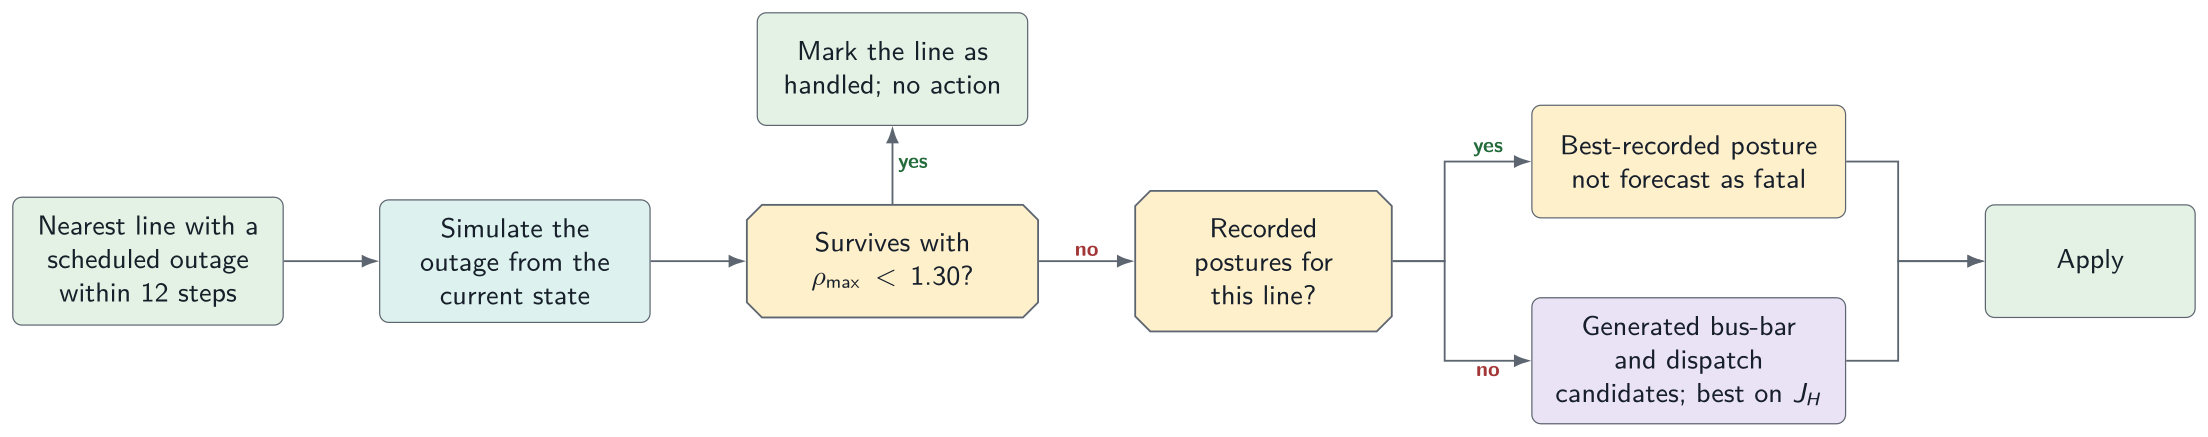 Nearest line with a
scheduled outage
within 12 steps
Simulate the
outage from the
current state
Mark the line as
handled; no action
yes
Survives with
ρmax < 1.30?
no
Recorded
postures for
this line?
yes
Best-recorded posture
not forecast as fatal
no
Generated bus-bar
and dispatch
candidates; best on JH
Apply